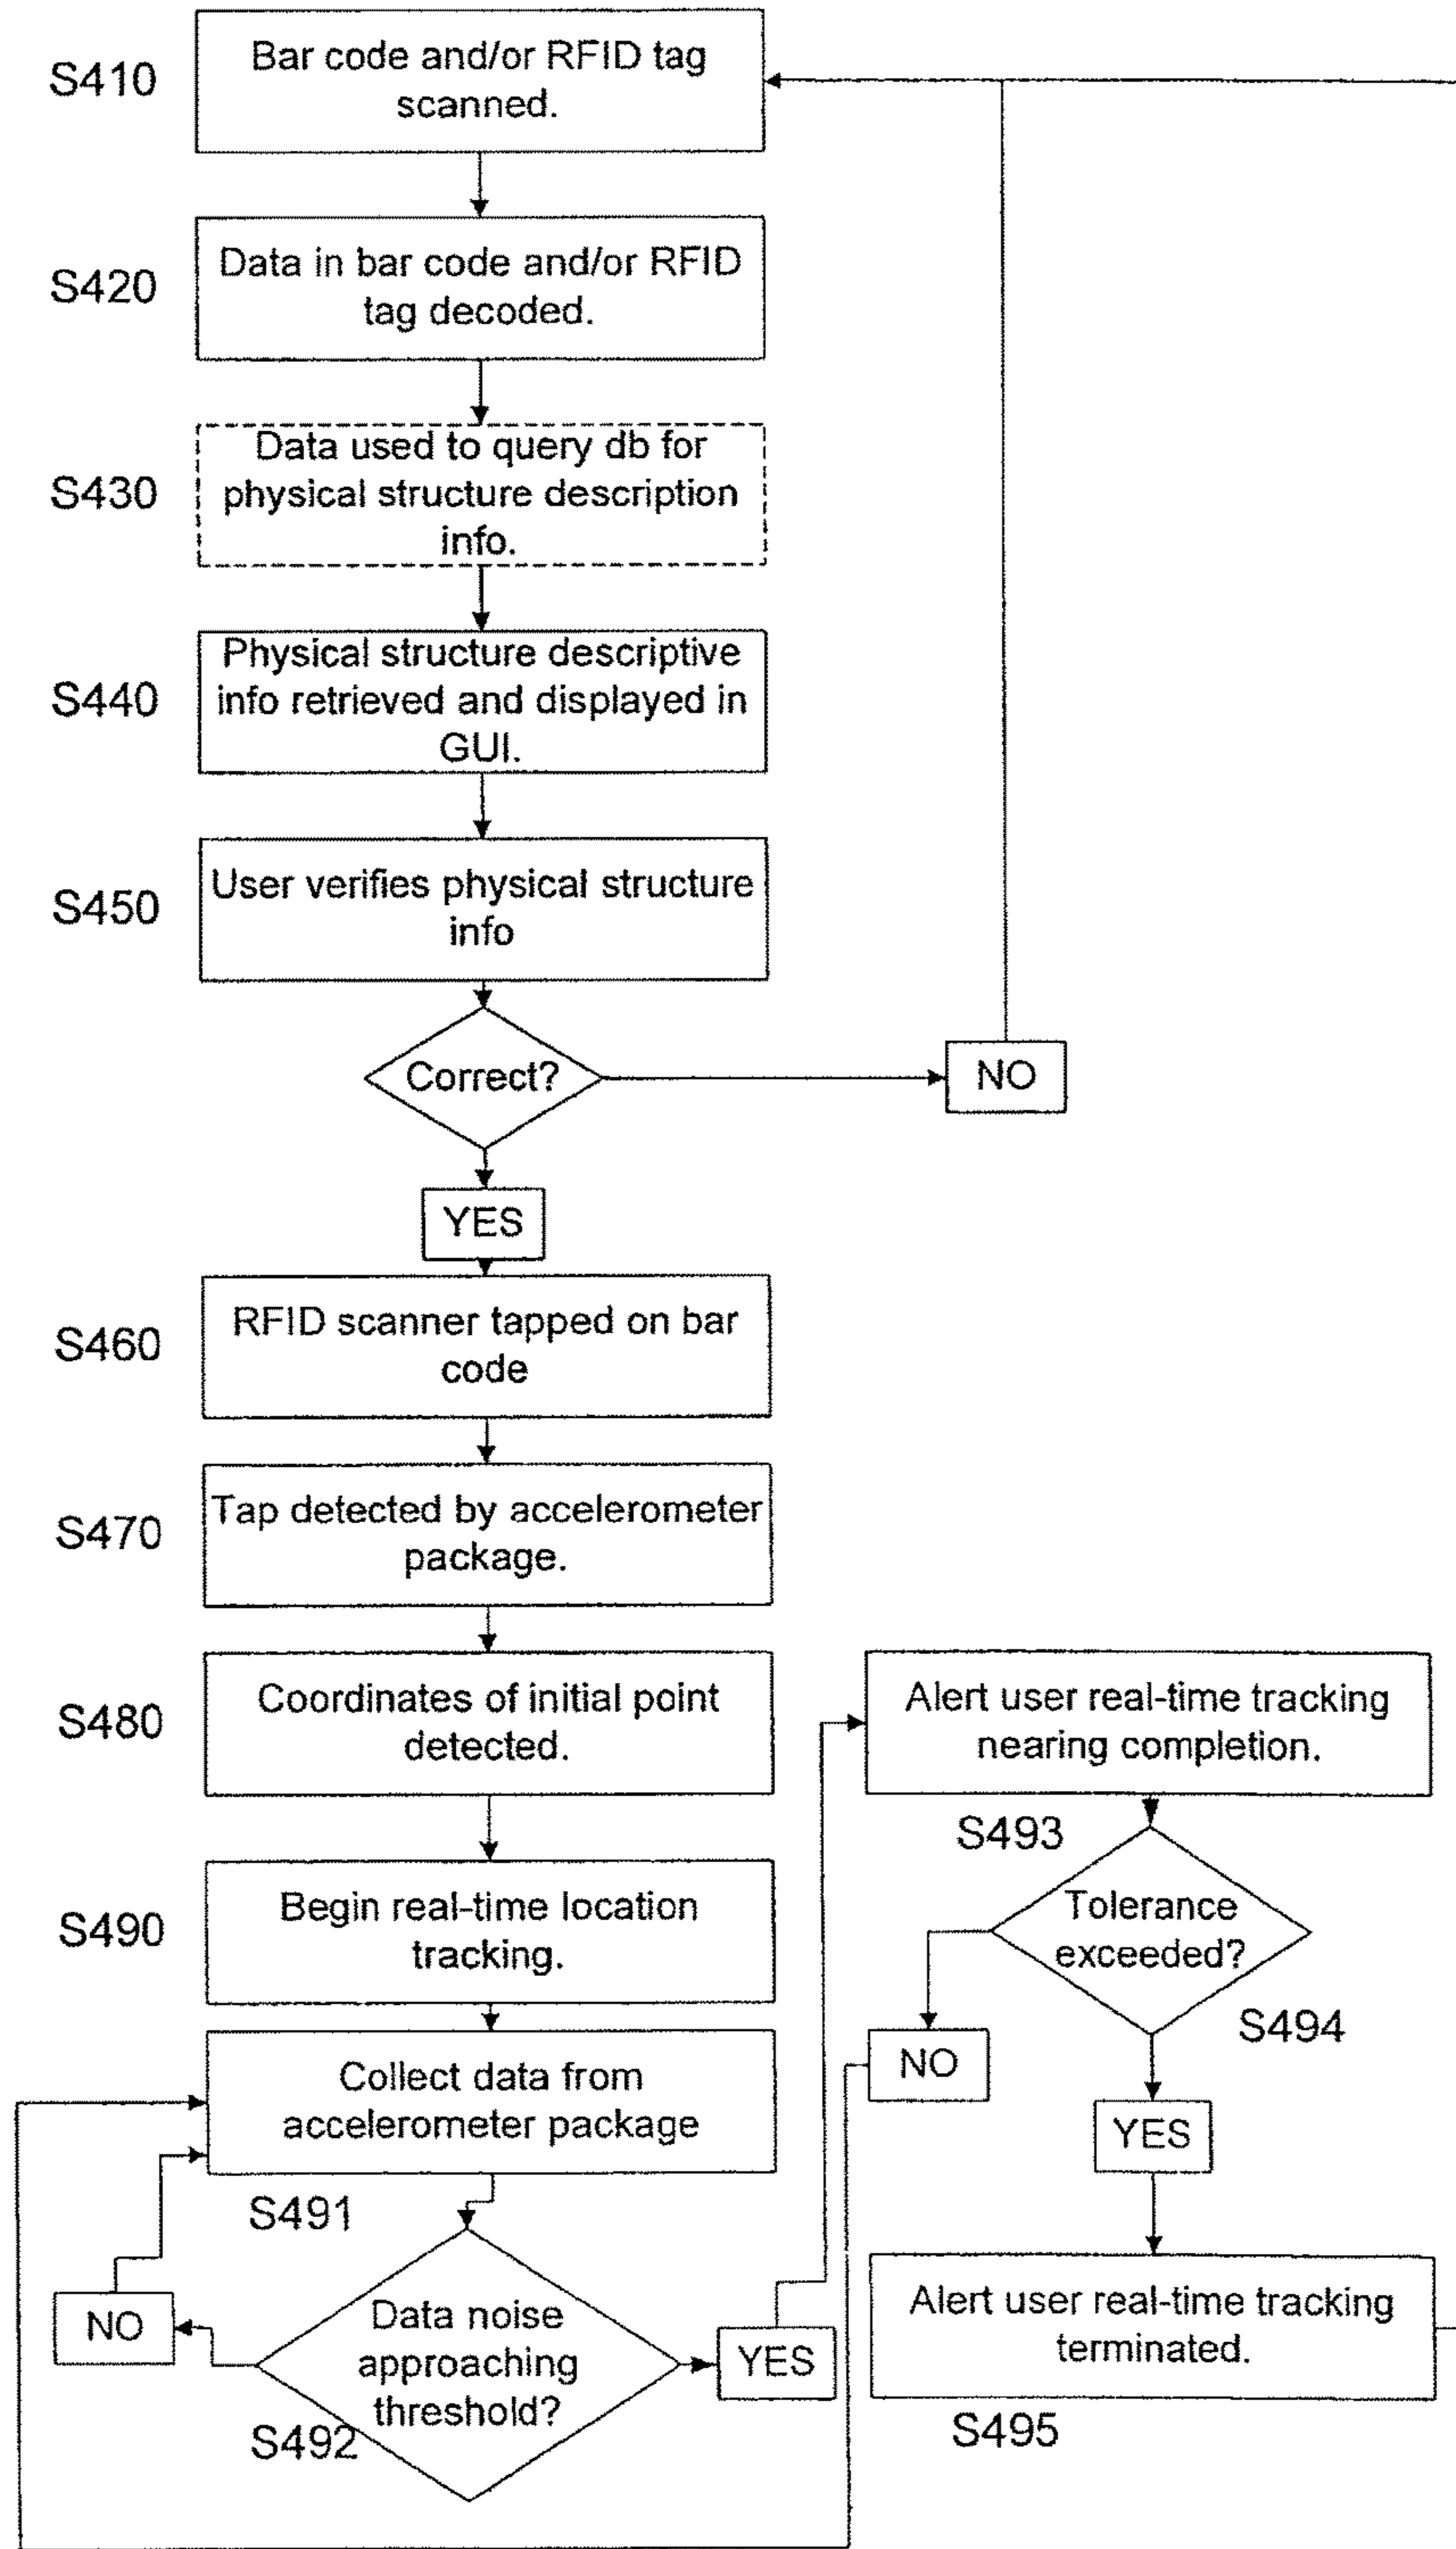 S410
Bar code and/or RFID tag
scanned.
S420
Data in bar code and/or RFID
tag decoded.
S430
Data used to query db for
physical structure description
info.
S440
Physical structure descriptive
info retrieved and displayed in
GUI.
S450
User verifies physical structure
info
Correct?
NO
YES
S460
RFID scanner tapped on bar
code
S470
Tap detected by accelerometer
package.
S480
Coordinates of initial point
detected.
S490
Begin real-time location
tracking.
Collect data from
accelerometer package
S491
Data noise
approaching
threshold?
S492
NO
YES
Alert user real-time tracking
nearing completion.
S493
Tolerance
exceeded?
S494
NO
YES
Alert user real-time tracking
terminated.
S495